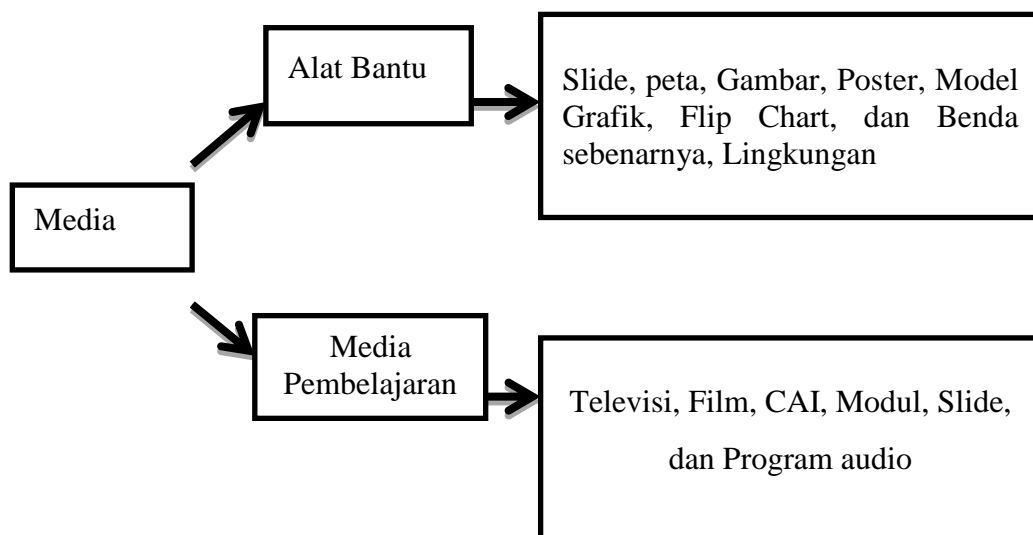 Alat Bantu
Slide, peta, Gambar, Poster, Model
Grafik, Flip Chart, dan Benda
sebenarnya, Lingkungan
Media
Media
Pembelajaran
Televisi, Film, CAI, Modul, Slide,
dan Program audio